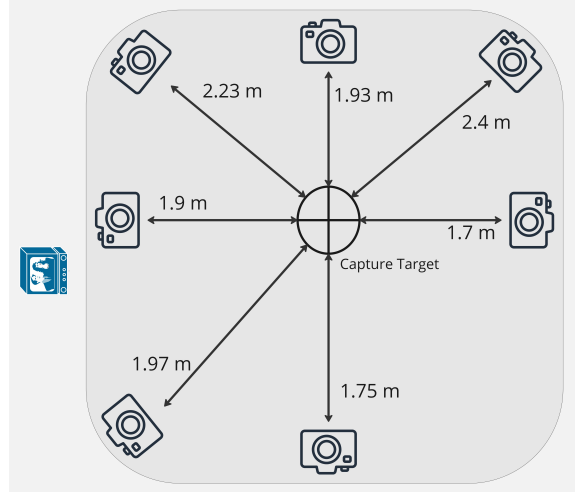 2.23 m
1.93 m
2.4 m
1.9 m
1.7 m
Capture Target
1.97 m
1.75 m